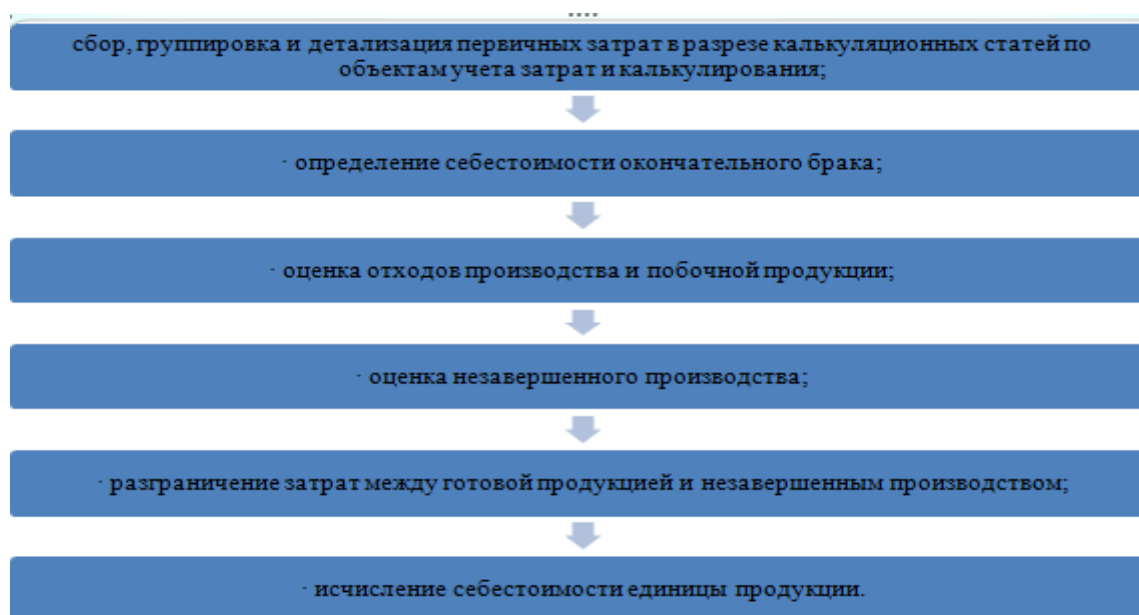 сбор, группировка и детализация первичных затрат в разрезе калькуляционных статей по
объектам учета затрат и калькулирования;
· определение себестоимости окончательного брака;
· оценка отходов производства и побочной продукции;
· оценка незавершенного производства;
· разграничение затрат между готовой продукцией и незавершенным производством;
· исчисление себестоимости единицы продукции.